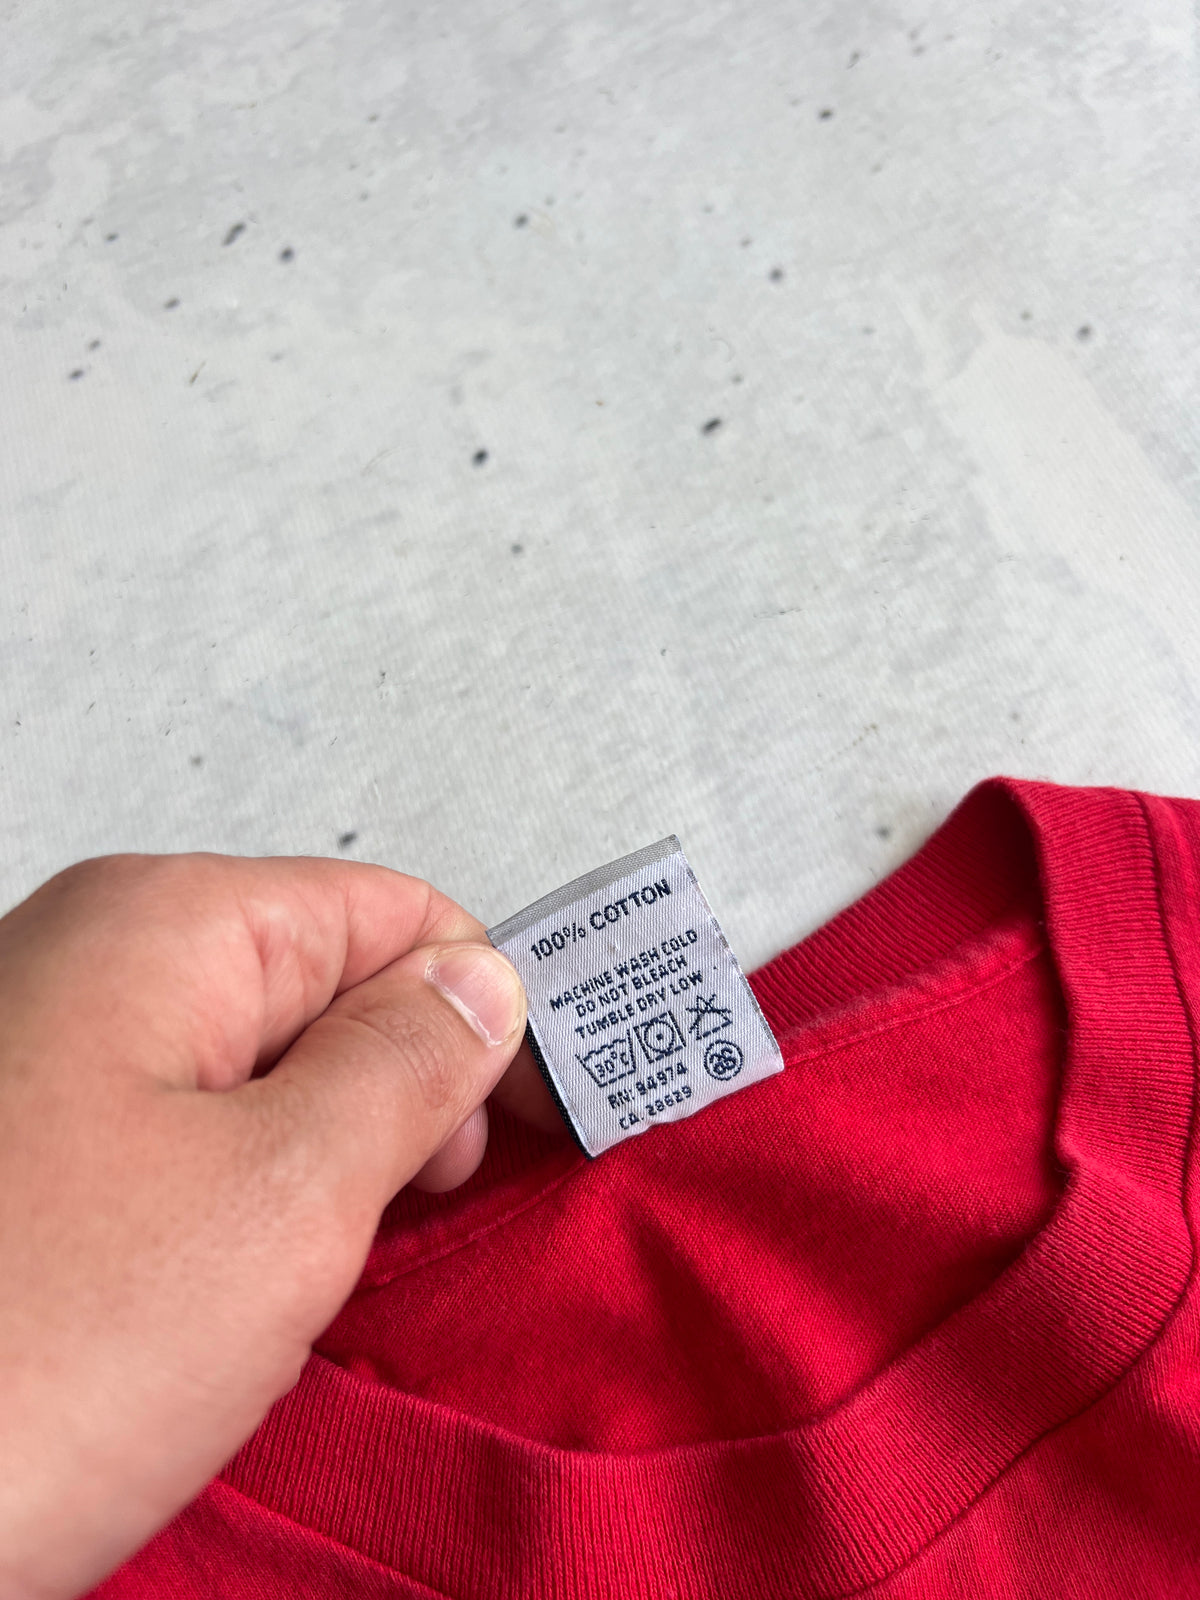 100% COTTON
MACHINE WASH COLD
DO NOT BLEACH
TUMBLE DRY LOW
30°C
RN: 94974
CA. 28629